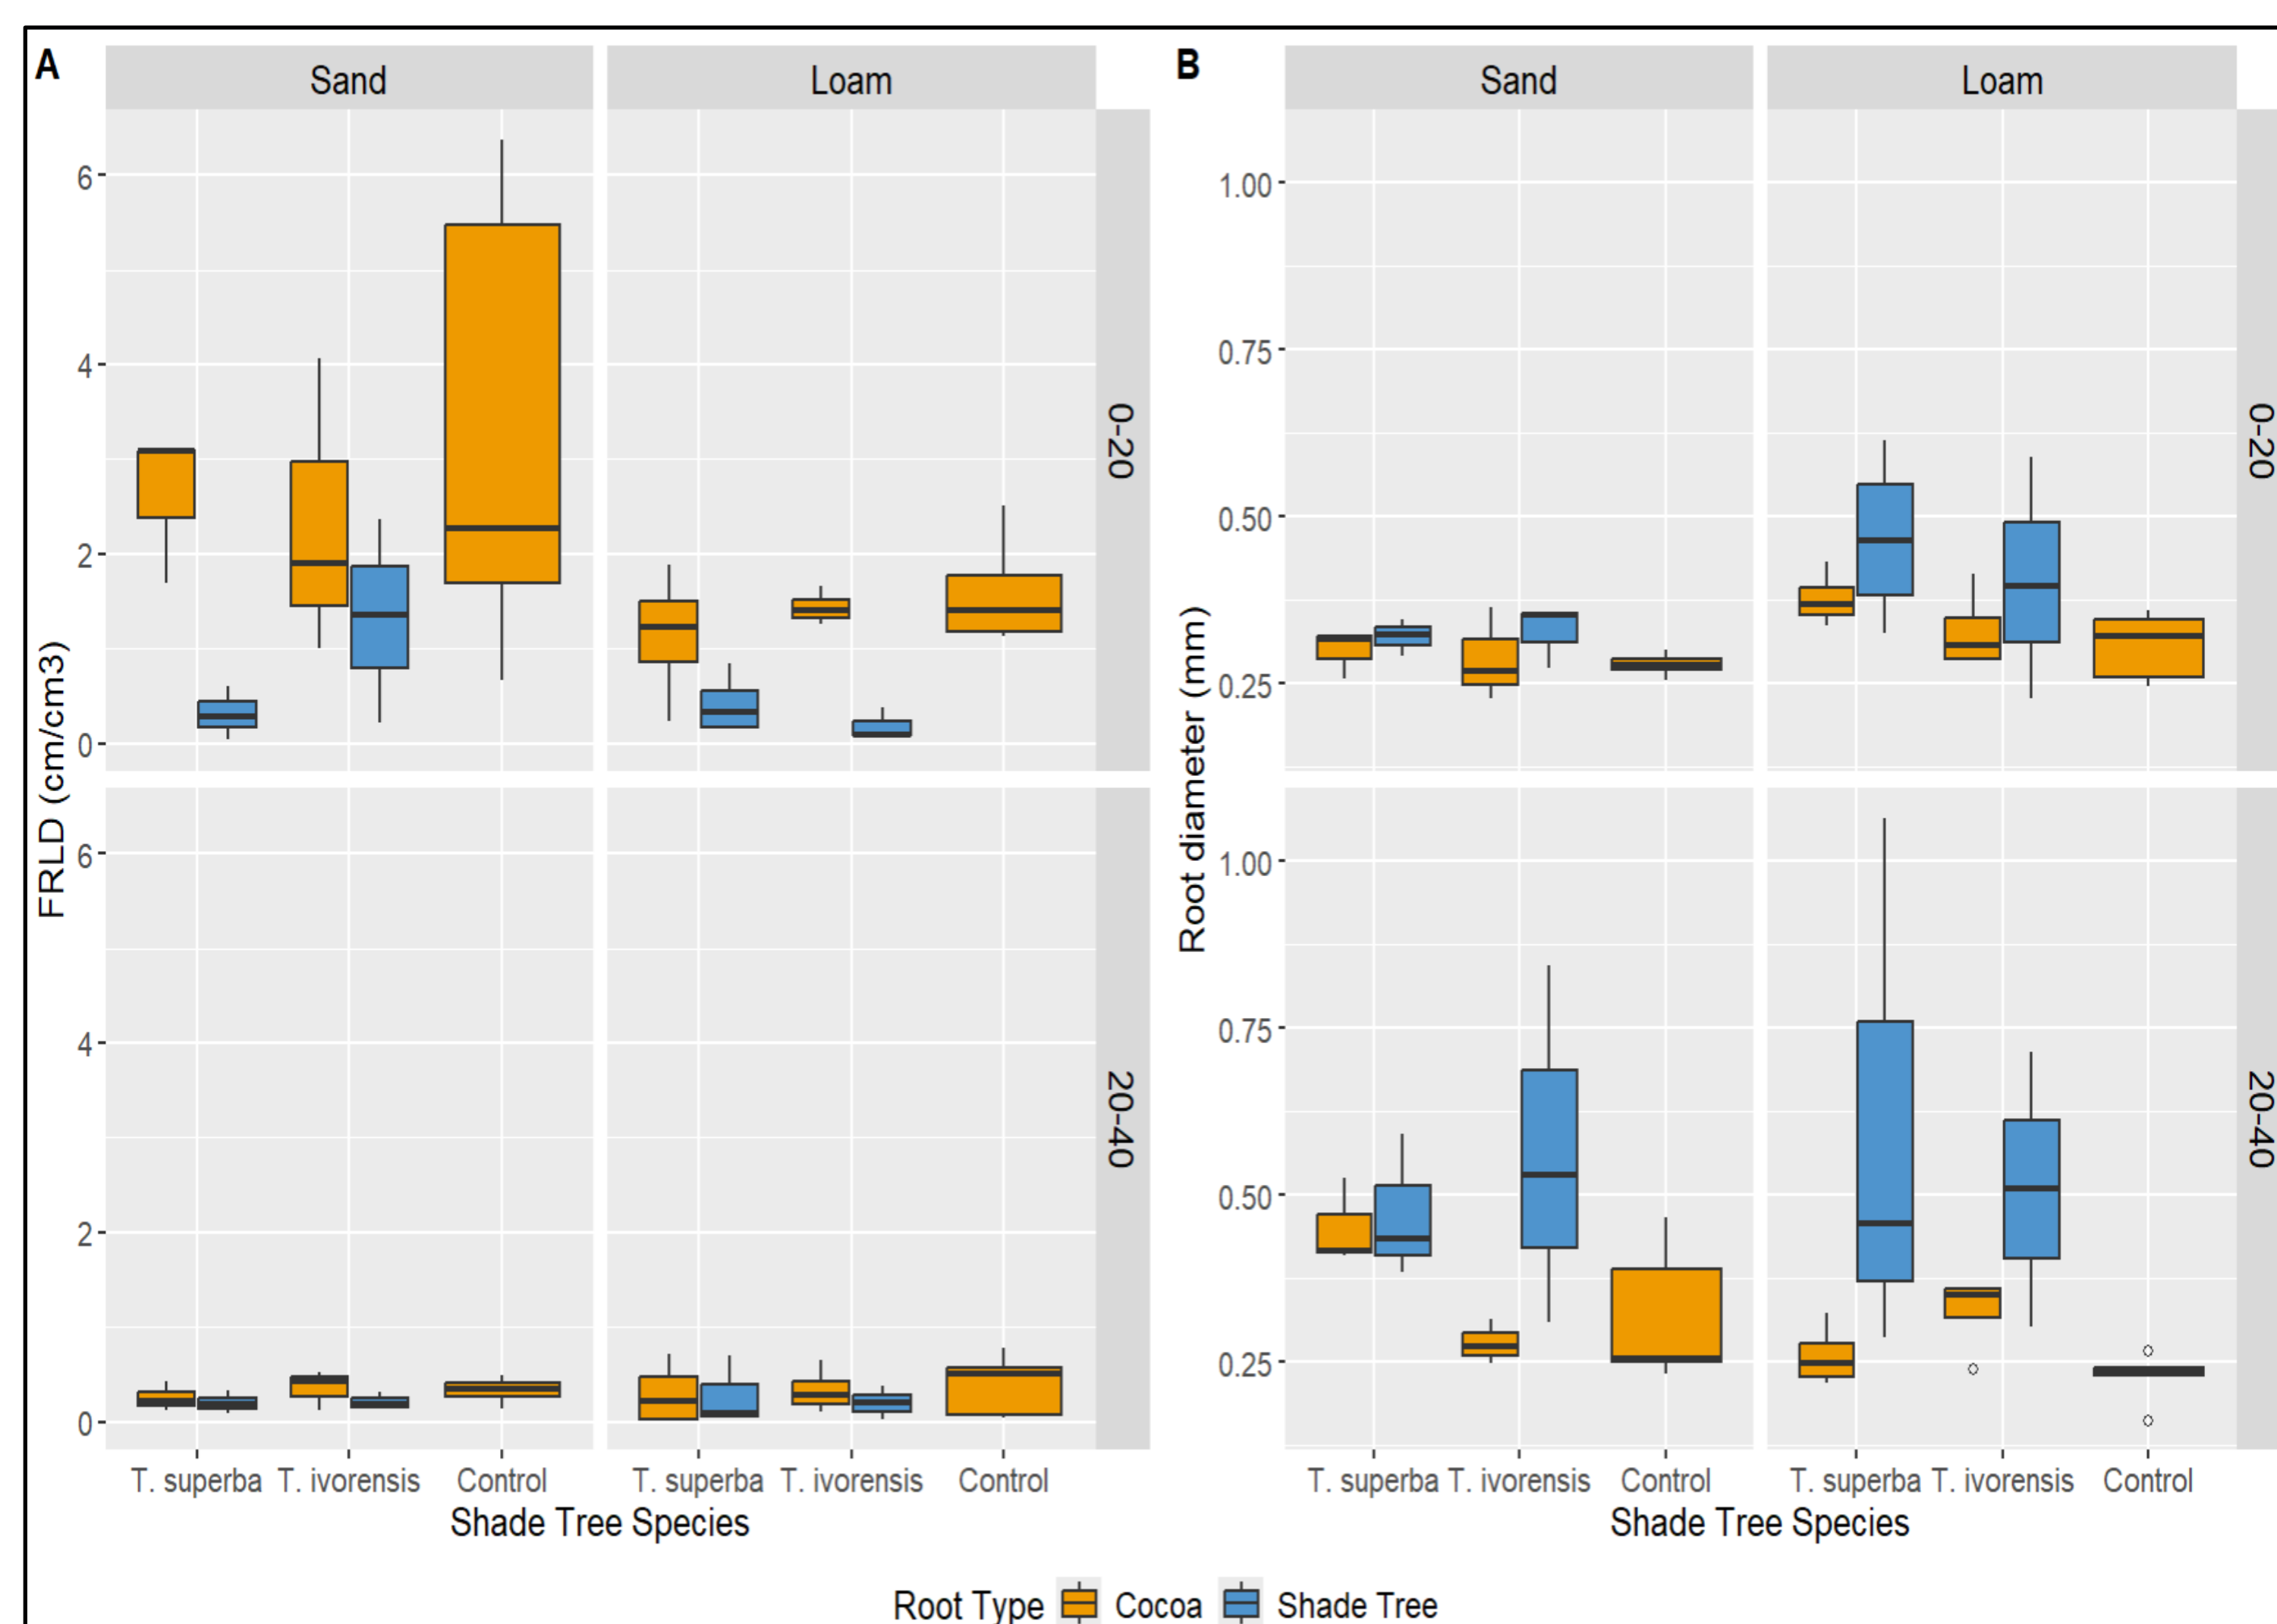 A
Sand
Loam
0-20
6
4
2
0
20-40
6
4
2
0
FRLD (cm/cm3)
T. superba T. ivorensis Control
T. superba T. ivorensis Control
Shade Tree Species
B
Sand
Loam
0-20
1.00
0.75
0.50
0.25
20-40
1.00
0.75
0.50
0.25
Root diameter (mm)
T. superba T. ivorensis Control
T. superba T. ivorensis Control
Shade Tree Species
Root Type Cocoa Shade Tree